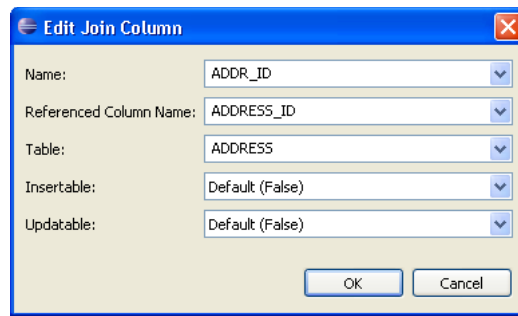 Edit Join Column
Name: ADDR_ID
Referenced Column Name: ADDRESS_ID
Table: ADDRESS
Insertable: Default (False)
Updatable: Default (False)
OK Cancel